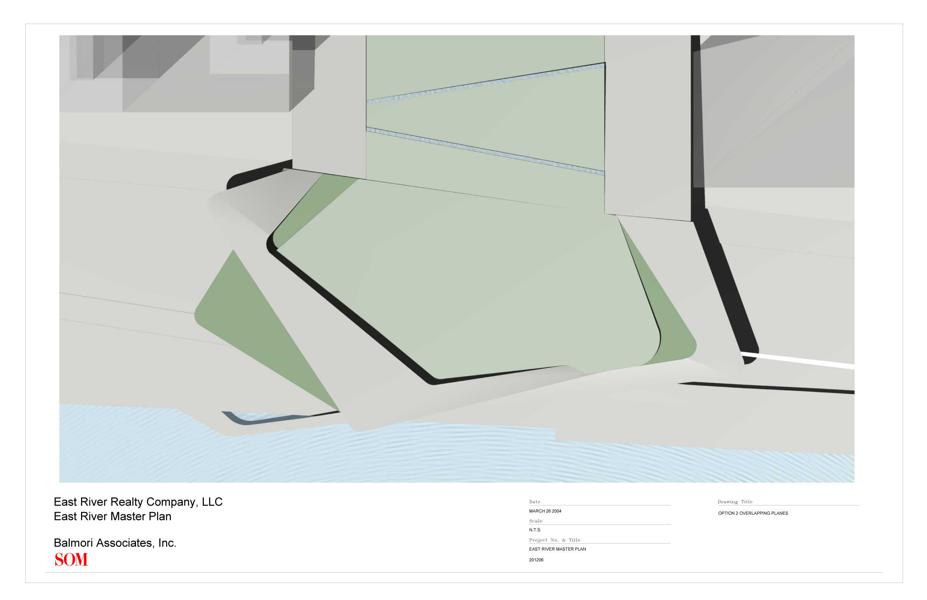 East River Realty Company, LLC
East River Master Plan
Balmori Associates, Inc.
SOM
Date
MARCH 26 2004
Scale
N.T.S.
Project No. & Title
EAST RIVER MASTER PLAN
201206
Drawing Title
OPTION 2 OVERLAPPING PLANES